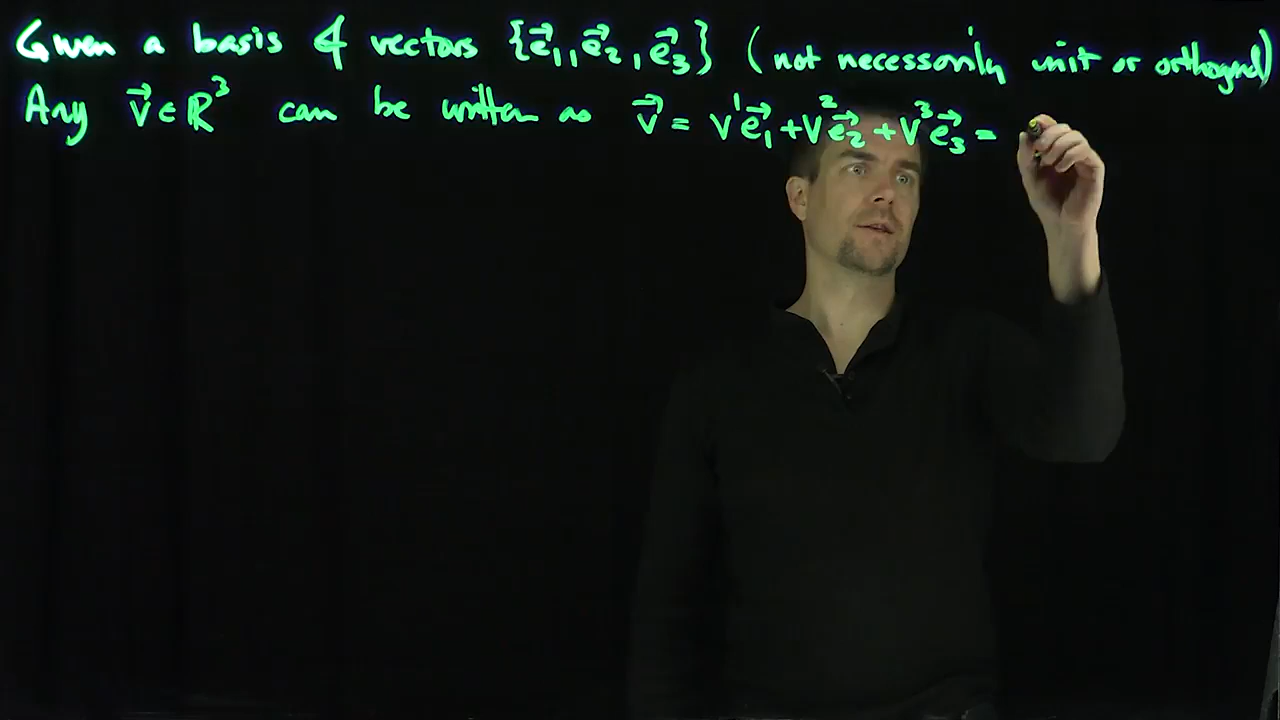 Given a basis of vectors {e⃗₁, e⃗₂, e⃗₃} (not necessarily unit or orthogonal)
Any v⃗ ∈ ℝ³ can be written as v⃗ = v¹e⃗₁ + v²e⃗₂ + v³e⃗₃ =